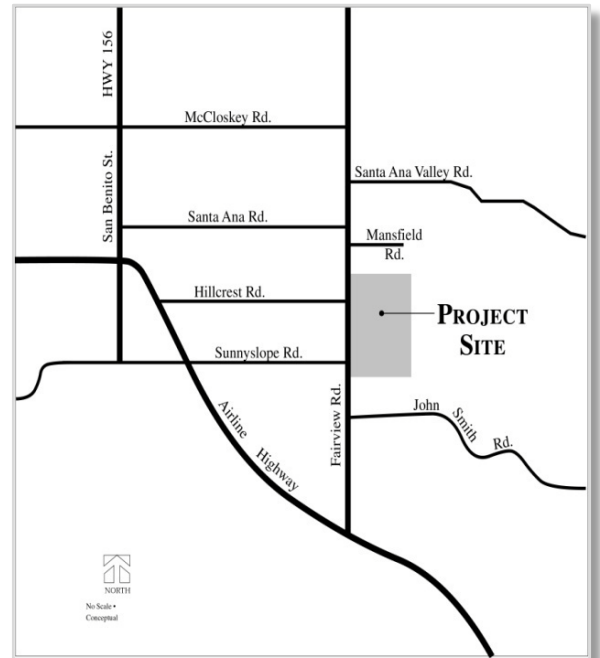 HWY 156
McCloskey Rd.
Santa Ana Valley Rd.
San Benito St.
Santa Ana Rd.
Mansfield
Rd.
Hillcrest Rd.
PROJECT
SITE
Sunnyslope Rd.
Fairview Rd.
John Smith Rd.
Airline Highway
NORTH
No Scale •
Conceptual